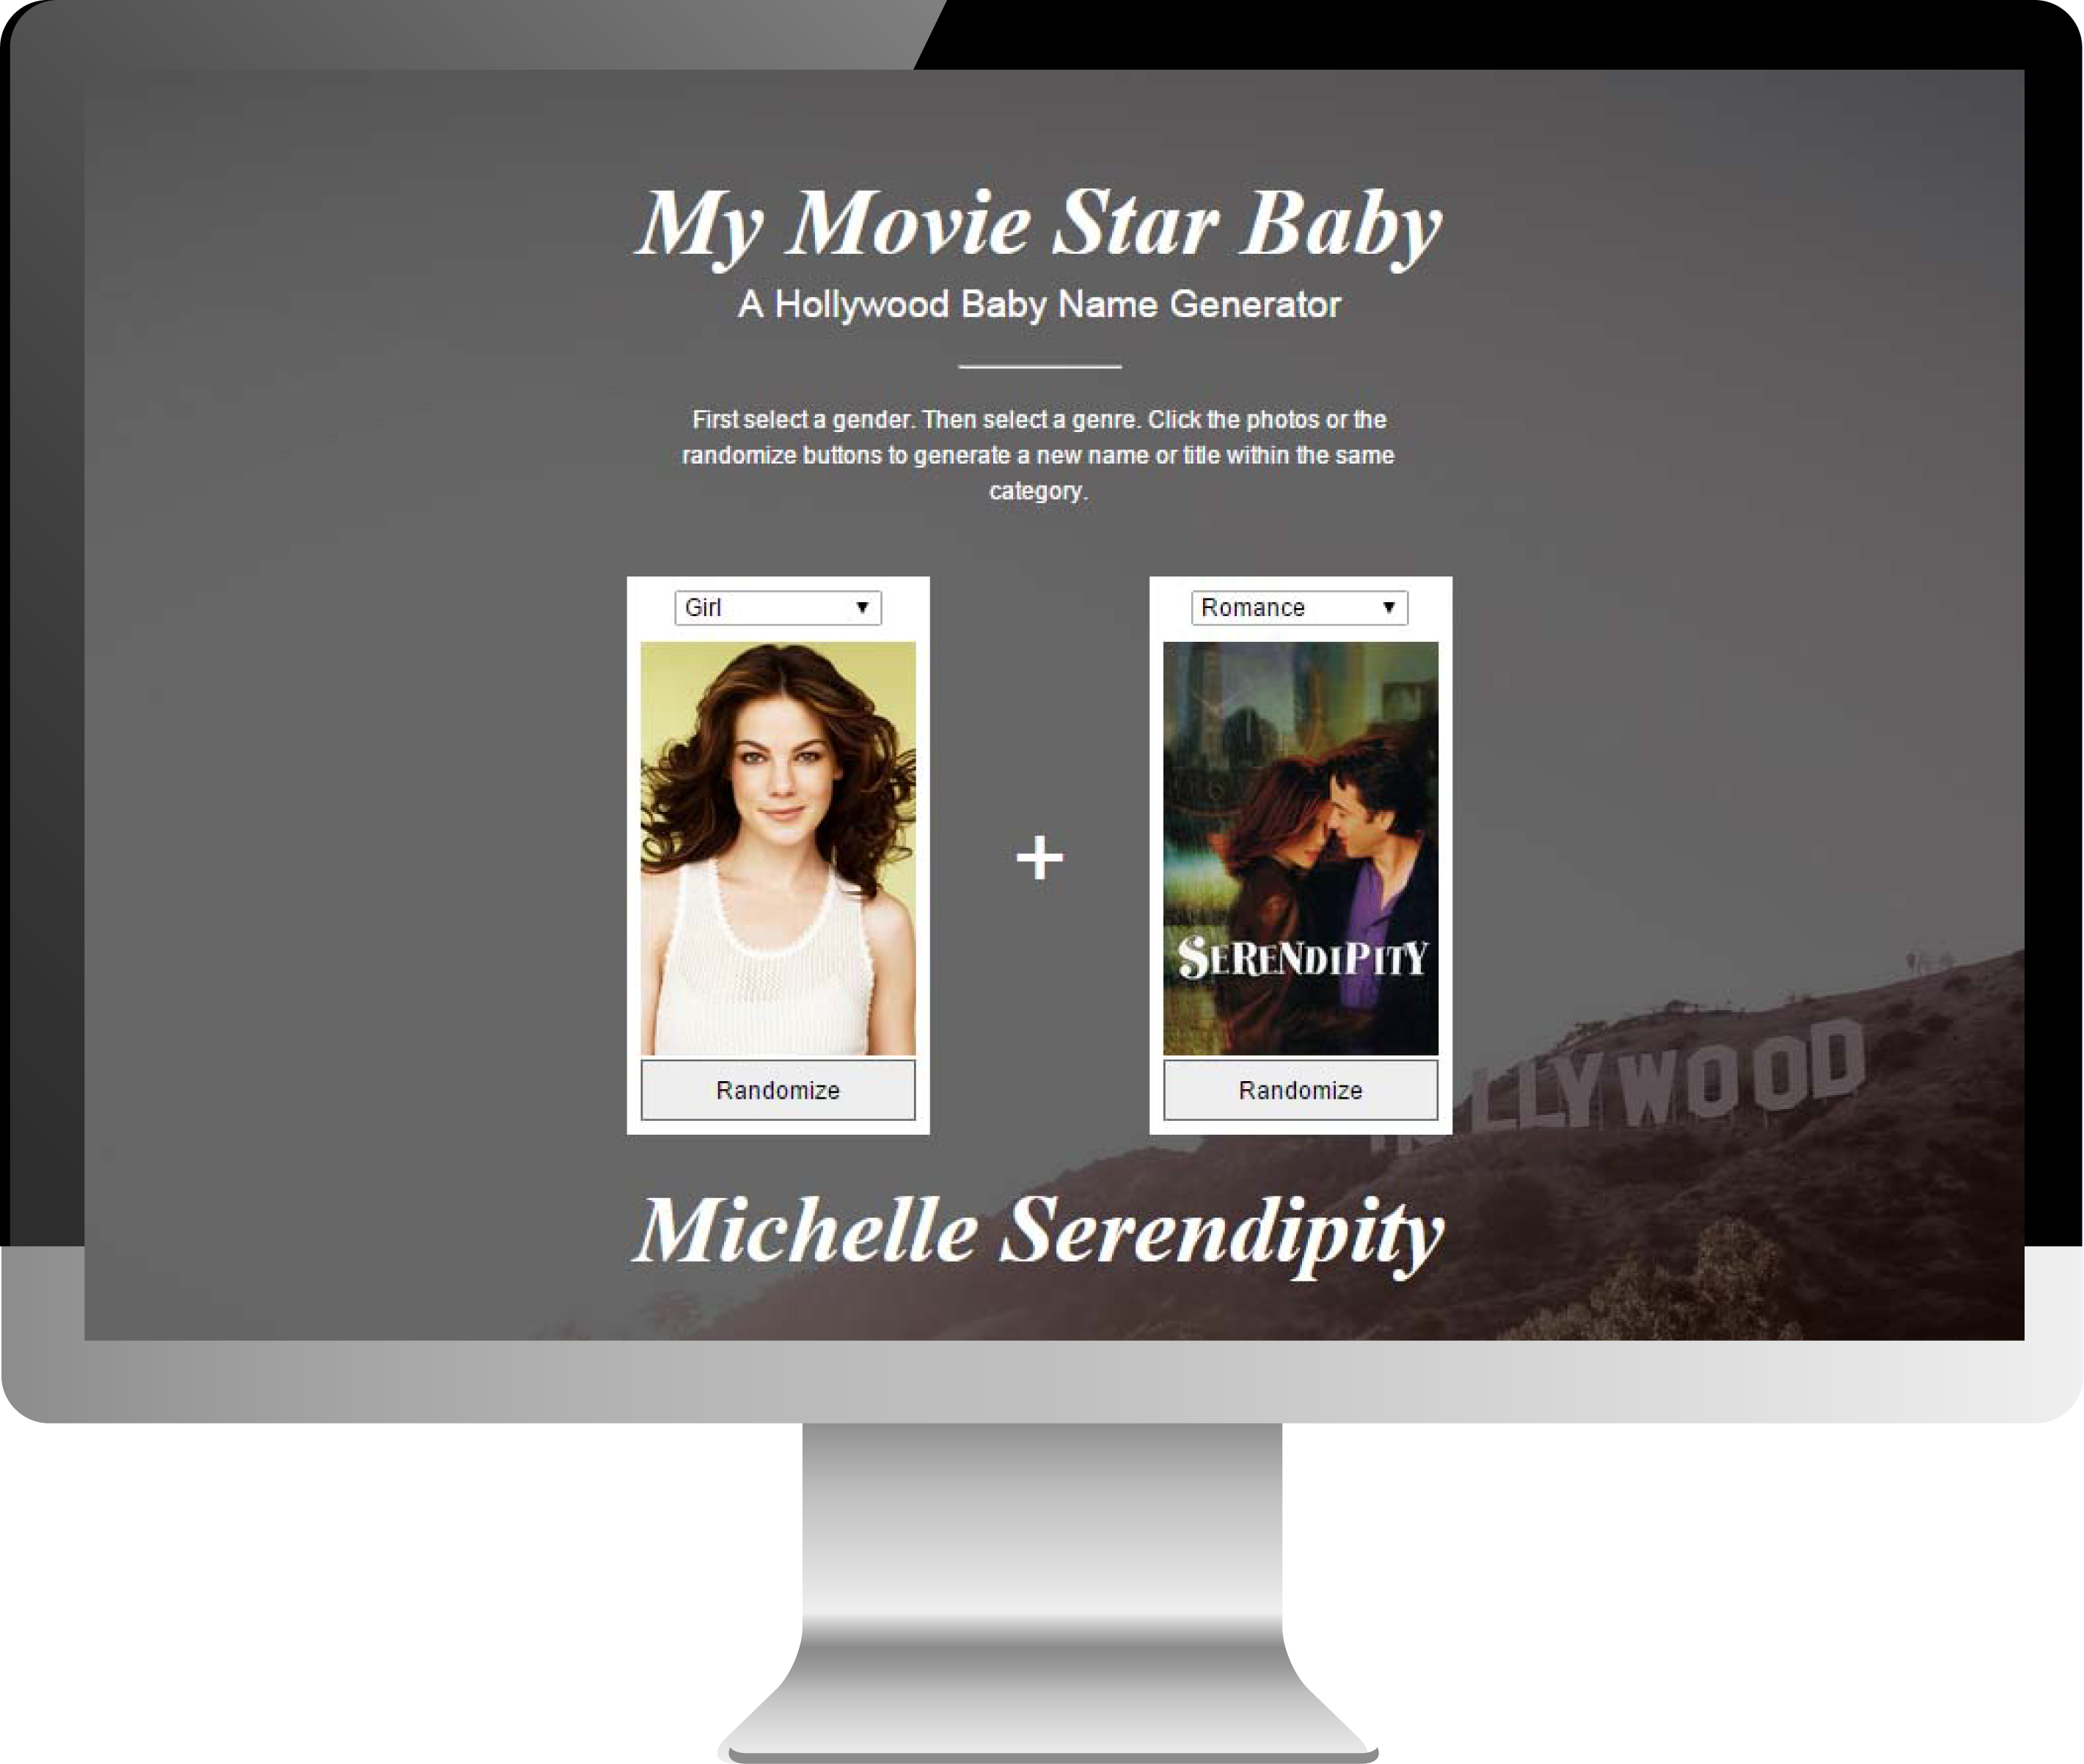 My Movie Star Baby
A Hollywood Baby Name Generator
First select a gender. Then select a genre. Click the photos or the
randomize buttons to generate a new name or title within the same
category.
Girl
Romance
+
SERENDIPITY
Randomize
Randomize
HOLLYWOOD
Michelle Serendipity